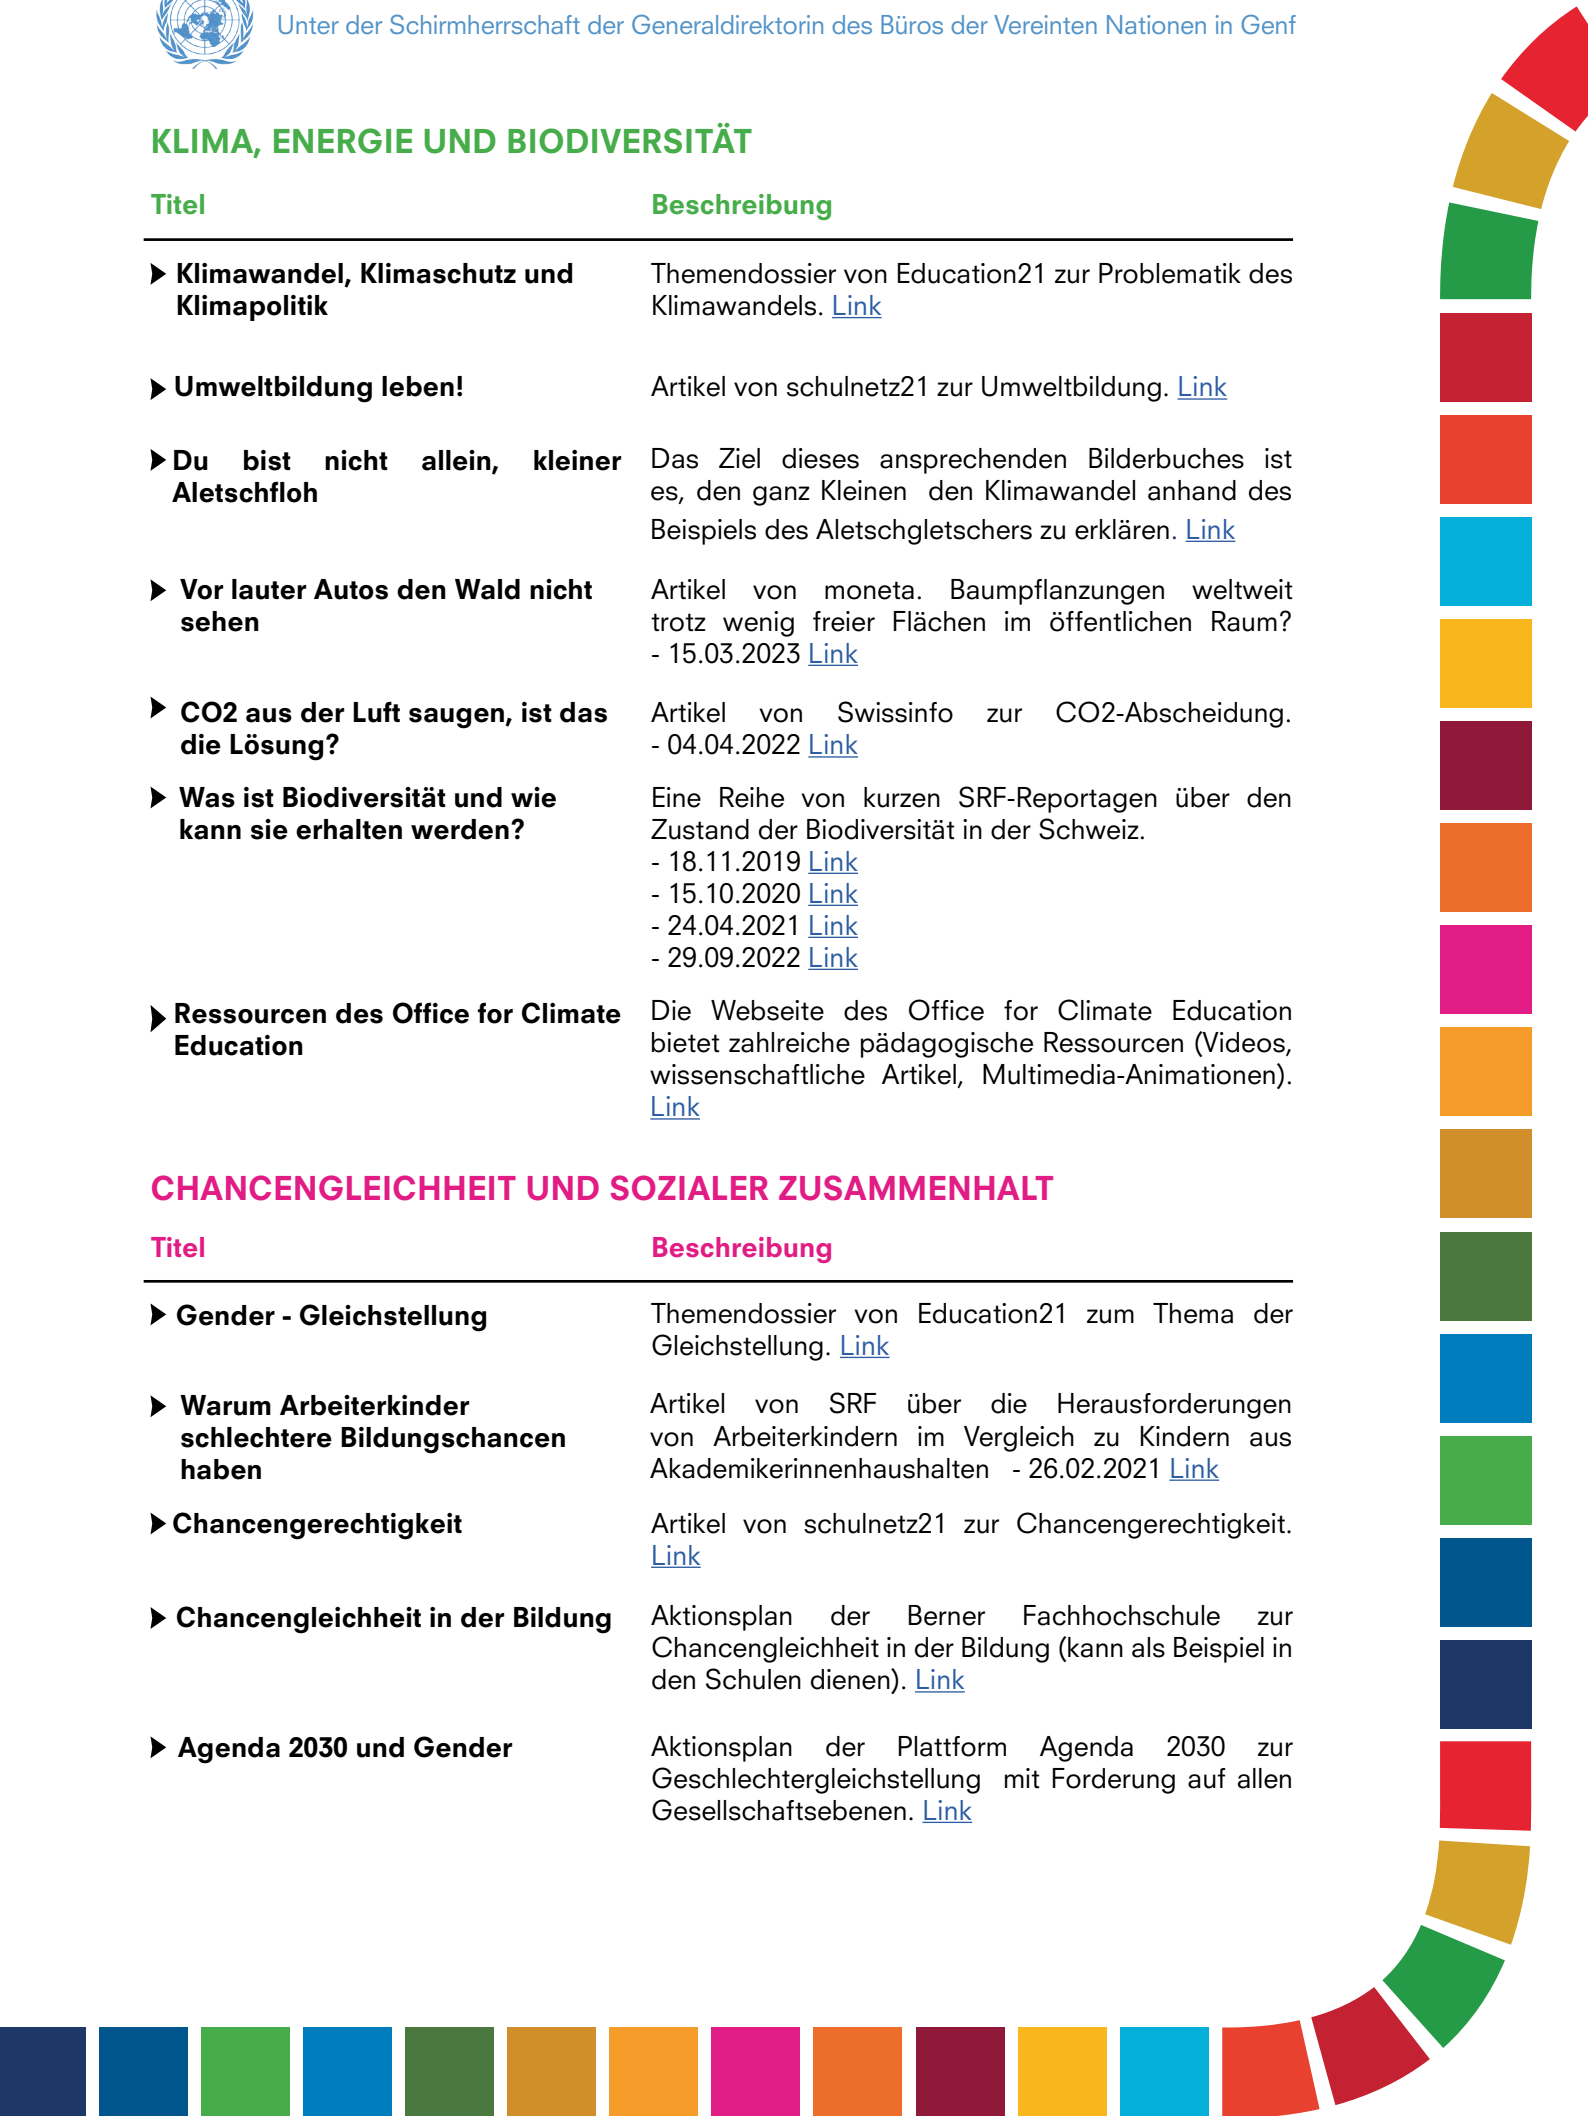 Unter der Schirmherrschaft der Generaldirektorin des Büros der Vereinten Nationen in Genf
KLIMA, ENERGIE UND BIODIVERSITÄT
Titel
Beschreibung
Klimawandel, Klimaschutz und
Klimapolitik
Themendossier von Education21 zur Problematik des
Klimawandels. Link
Umweltbildung leben!
Artikel von schulnetz21 zur Umweltbildung. Link
Du bist nicht allein, kleiner
Aletschfloh
Das Ziel dieses ansprechenden Bilderbuches ist
es, den ganz Kleinen den Klimawandel anhand des
Beispiels des Aletschgletschers zu erklären. Link
Vor lauter Autos den Wald nicht
sehen
Artikel von moneta. Baumpflanzungen weltweit
trotz wenig freier Flächen im öffentlichen Raum?
- 15.03.2023 Link
CO2 aus der Luft saugen, ist das
die Lösung?
Artikel von Swissinfo zur CO2-Abscheidung.
- 04.04.2022 Link
Was ist Biodiversität und wie
kann sie erhalten werden?
Eine Reihe von kurzen SRF-Reportagen über den
Zustand der Biodiversität in der Schweiz.
- 18.11.2019 Link
- 15.10.2020 Link
- 24.04.2021 Link
- 29.09.2022 Link
Ressourcen des Office for Climate
Education
Die Webseite des Office for Climate Education
bietet zahlreiche pädagogische Ressourcen (Videos,
wissenschaftliche Artikel, Multimedia-Animationen).
Link
CHANCENGLEICHHEIT UND SOZIALER ZUSAMMENHALT
Titel
Beschreibung
Gender - Gleichstellung
Themendossier von Education21 zum Thema der
Gleichstellung. Link
Warum Arbeiterkinder
schlechtere Bildungschancen
haben
Artikel von SRF über die Herausforderungen
von Arbeiterkindern im Vergleich zu Kindern aus
Akademikerinnenhaushalten - 26.02.2021 Link
Chancengerechtigkeit
Artikel von schulnetz21 zur Chancengerechtigkeit.
Link
Chancengleichheit in der Bildung
Aktionsplan der Berner Fachhochschule zur
Chancengleichheit in der Bildung (kann als Beispiel in
den Schulen dienen). Link
Agenda 2030 und Gender
Aktionsplan der Plattform Agenda 2030 zur
Geschlechtergleichstellung mit Forderung auf allen
Gesellschaftsebenen. Link